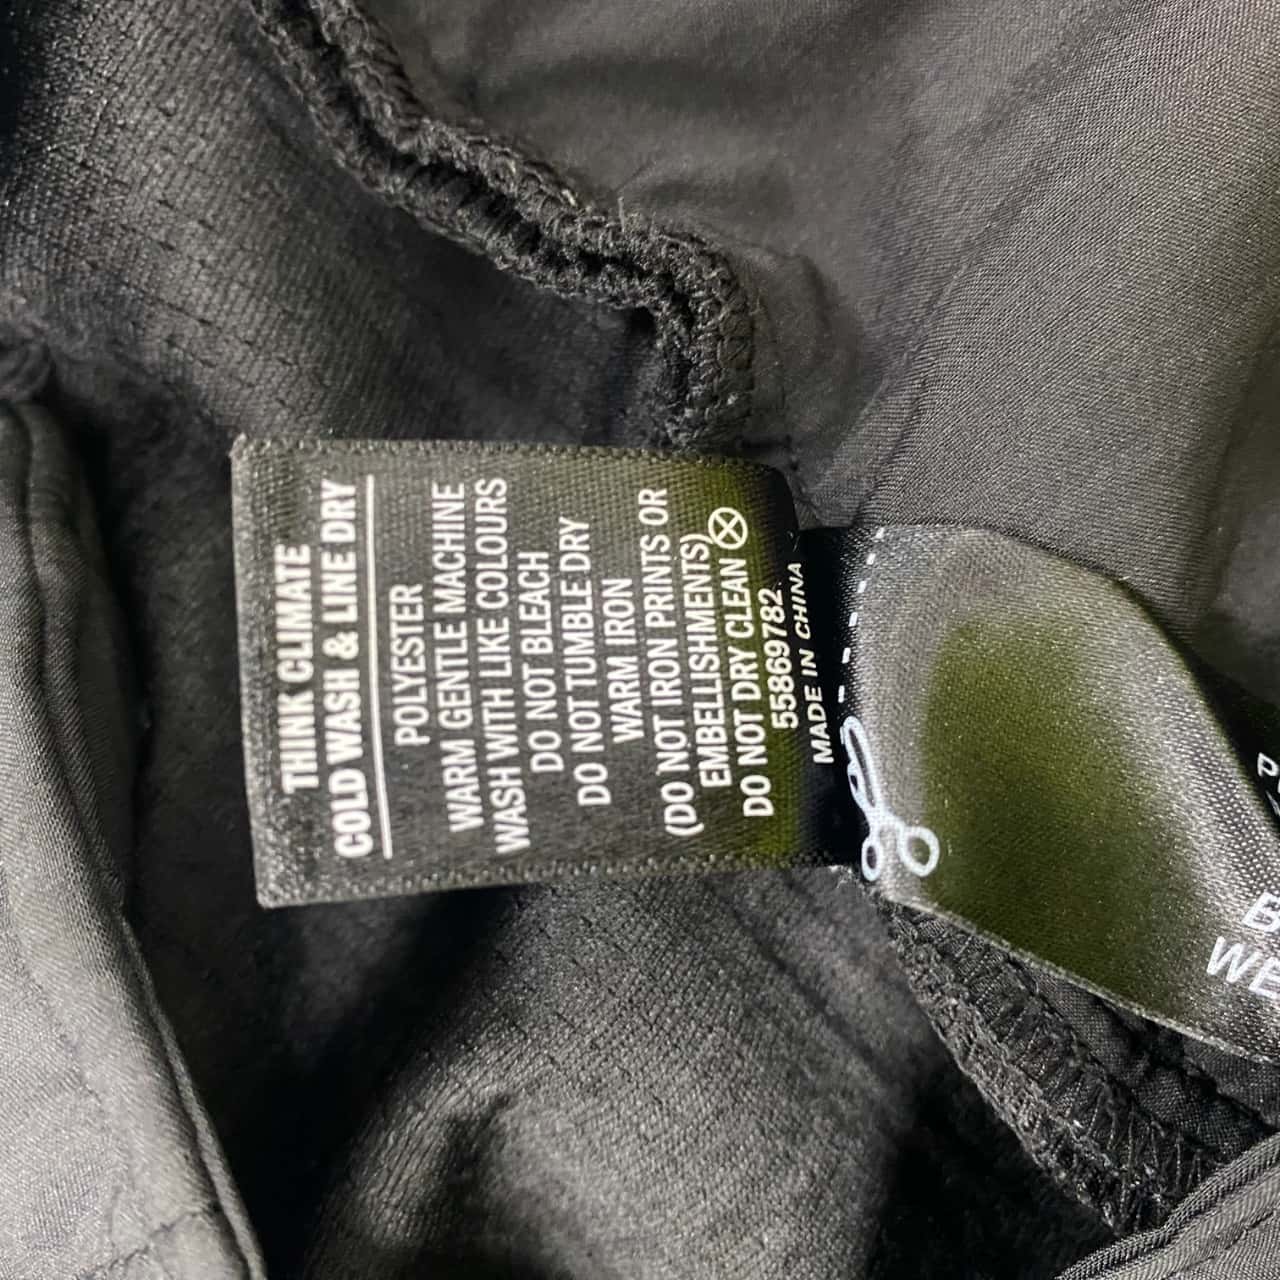 THINK CLIMATE
COLD WASH & LINE DRY
POLYESTER
WARM GENTLE MACHINE
WASH WITH LIKE COLOURS
DO NOT BLEACH
DO NOT TUMBLE DRY
WARM IRON
(DO NOT IRON PRINTS OR
EMBELLISHMENTS)
DO NOT DRY CLEAN
55869782
MADE IN CHINA